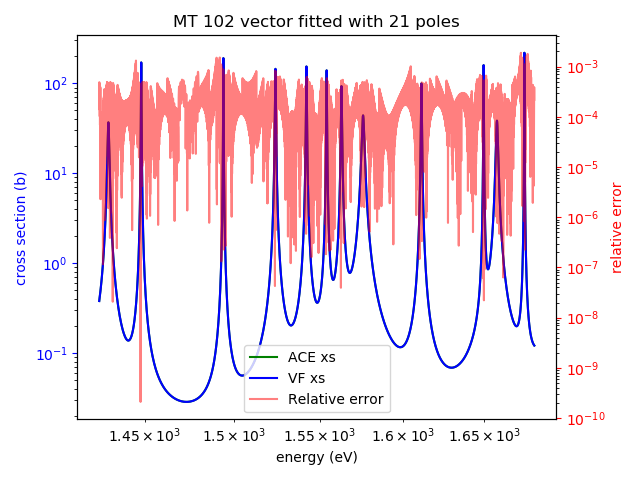 MT 102 vector fitted with 21 poles
cross section (b)
10²
10¹
10⁰
10⁻¹
10⁻³
10⁻⁴
10⁻⁵
10⁻⁶
10⁻⁷
10⁻⁸
10⁻⁹
10⁻¹⁰
relative error
ACE xs
VF xs
Relative error
1.45 × 10³ 1.5 × 10³ 1.55 × 10³ 1.6 × 10³ 1.65 × 10³
energy (eV)